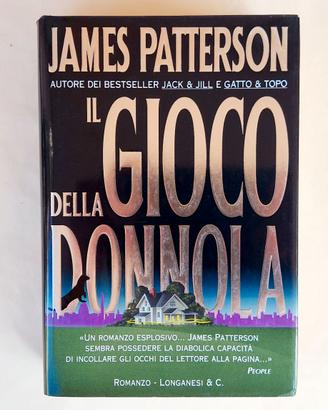 JAMES PATTERSON
AUTORE DEI BESTSELLER JACK & JILL E GATTO & TOPO
IL
GIOCO
DELLA
DONNOLA
«UN ROMANZO ESPLOSIVO... JAMES PATTERSON
SEMBRA POSSEDERE LA DIABOLICA CAPACITÀ
DI INCOLLARE GLI OCCHI DEL LETTORE ALLA PAGINA...»
PEOPLE
ROMANZO - LONGANESI & C.